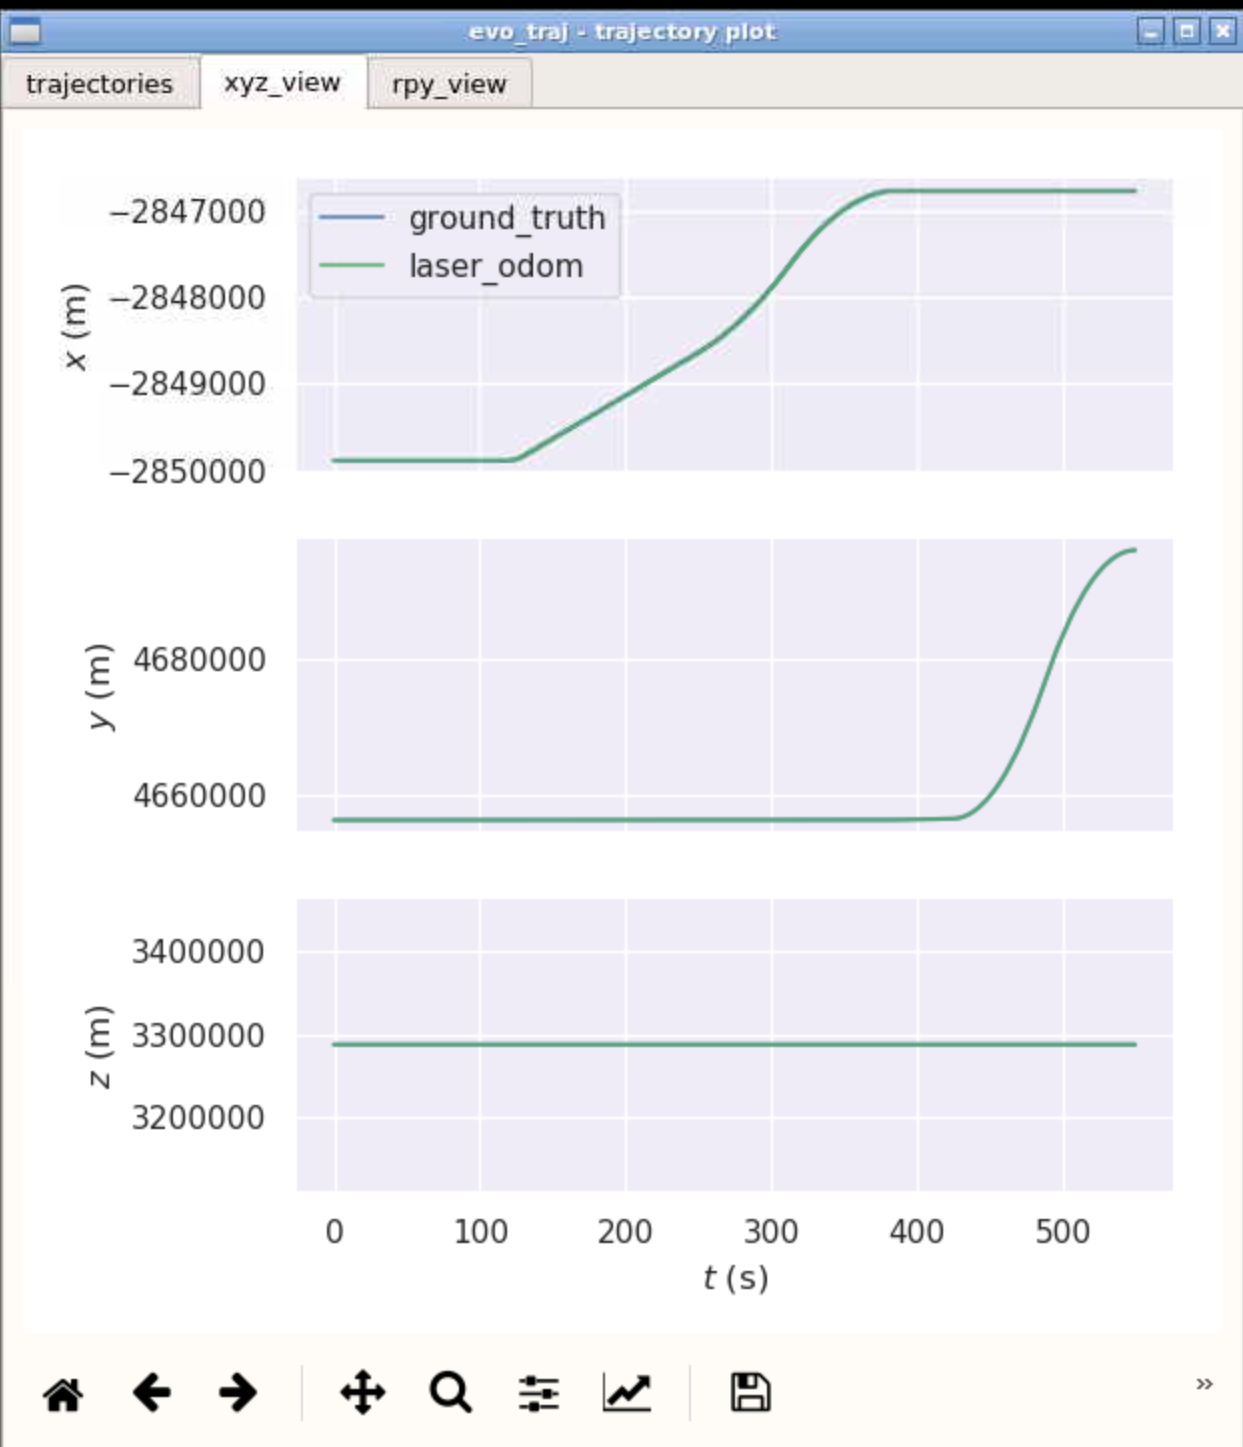 evo_traj - trajectory plot
trajectories xyz_view rpy_view
ground_truth
laser_odom
−2847000
−2848000
−2849000
−2850000
x (m)
4680000
4660000
y (m)
3400000
3300000
3200000
z (m)
0 100 200 300 400 500
t (s)
»